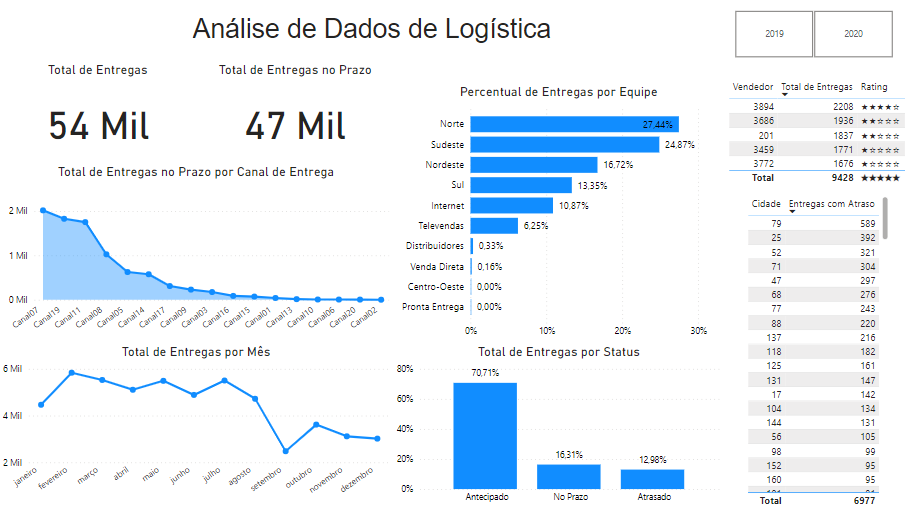 Análise de Dados de Logística
2019
2020
Total de Entregas
54 Mil
Total de Entregas no Prazo
47 Mil
Total de Entregas no Prazo por Canal de Entrega
2 Mil
1 Mil
0 Mil
Canal07
Canal19
Canal11
Canal08
Canal05
Canal14
Canal17
Canal09
Canal03
Canal16
Canal15
Canal01
Canal13
Canal10
Canal06
Canal20
Canal02
Percentual de Entregas por Equipe
Norte 27,44%
Sudeste 24,87%
Nordeste 16,72%
Sul 13,35%
Internet 10,87%
Televendas 6,25%
Distribuidores 0,33%
Venda Direta 0,16%
Centro-Oeste 0,00%
Pronta Entrega 0,00%
0% 10% 20% 30%
Vendedor Total de Entregas Rating
3894 2208 ★★★★☆
3686 1936 ★★☆☆☆
201 1837 ★★☆☆☆
3459 1771 ★☆☆☆☆
3772 1676 ★☆☆☆☆
Total 9428 ★★★★★
Cidade Entregas com Atraso
79 589
25 392
52 321
71 304
47 297
68 276
77 243
88 220
137 216
118 182
125 161
131 147
17 142
104 134
144 131
56 105
98 99
152 95
160 95
Total 6977
Total de Entregas por Mês
6 Mil
4 Mil
2 Mil
janeiro
fevereiro
março
abril
maio
junho
julho
agosto
setembro
outubro
novembro
dezembro
Total de Entregas por Status
80%
60%
40%
20%
0%
70,71%
16,31%
12,98%
Antecipado
No Prazo
Atrasado